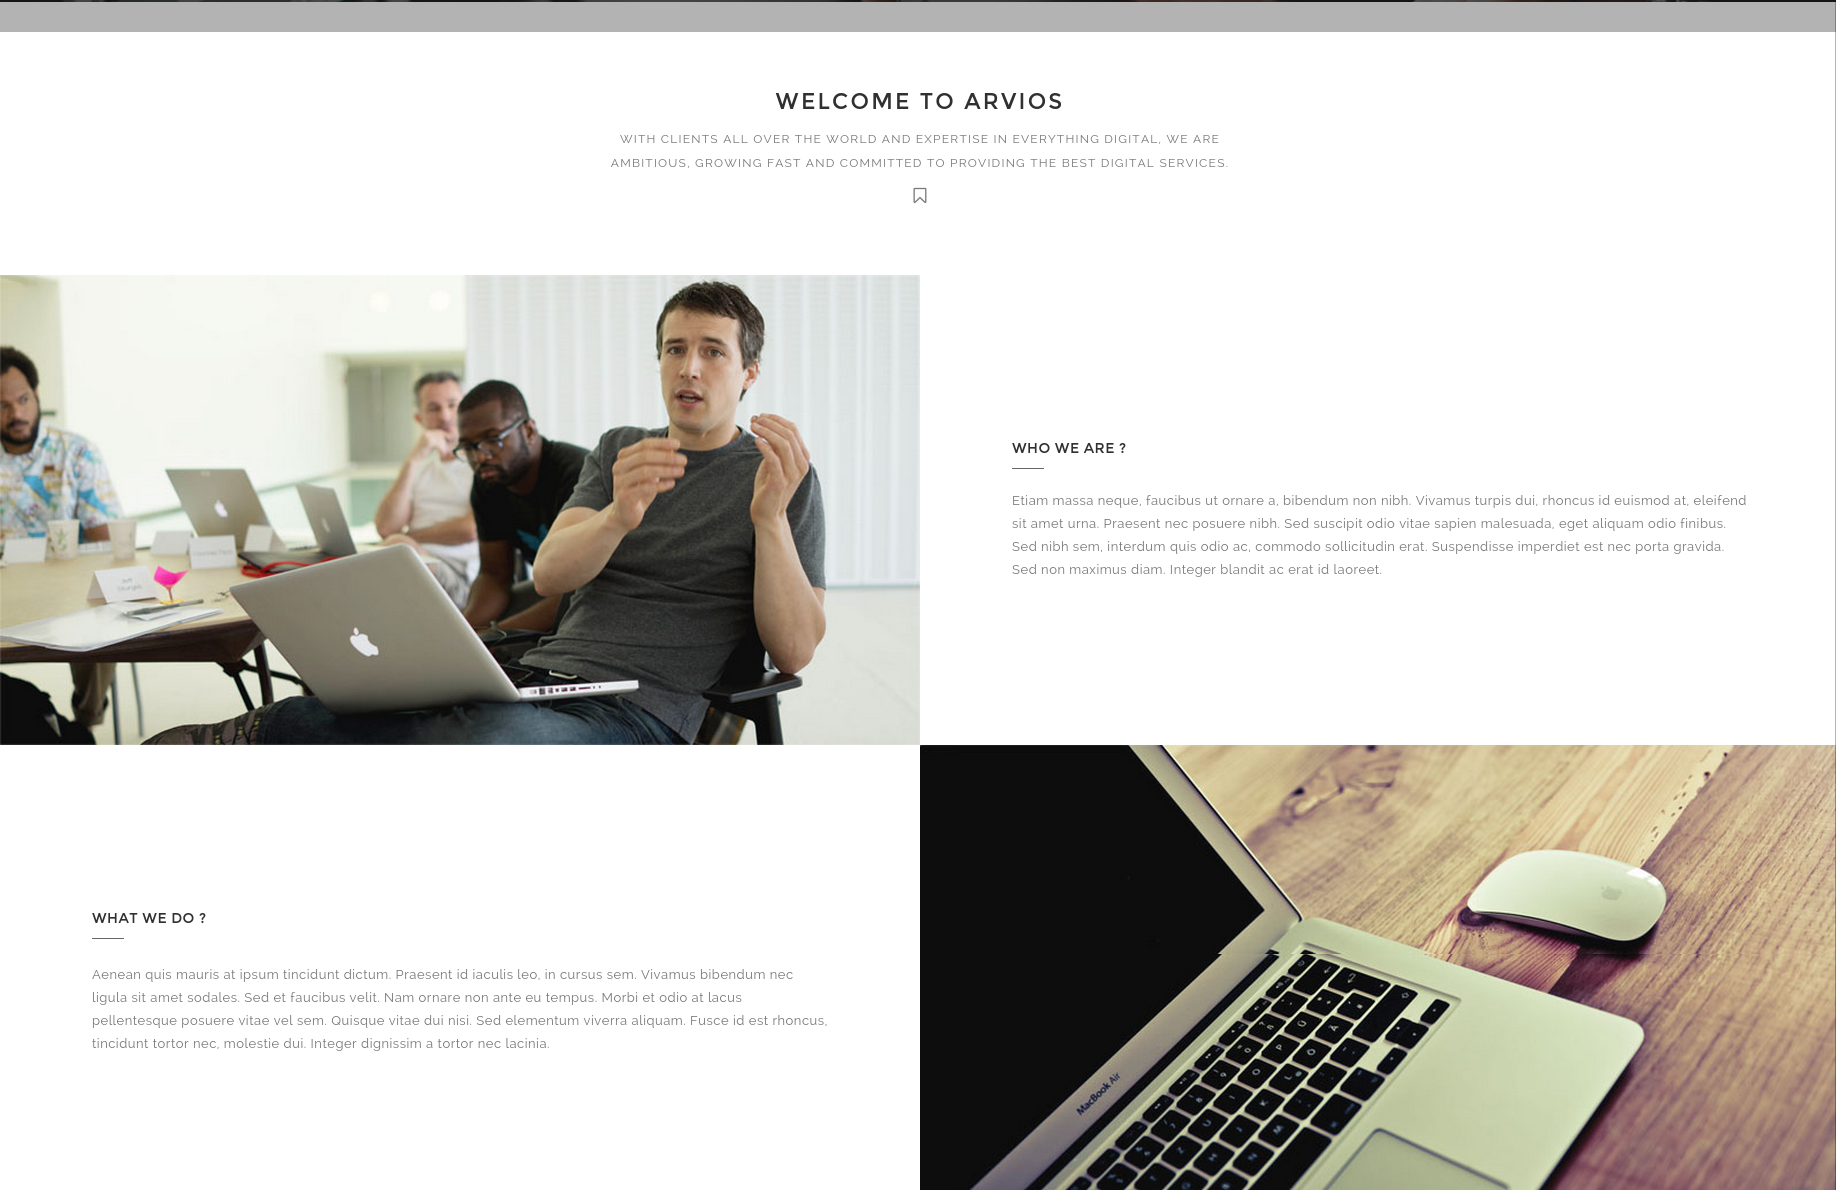 WELCOME TO ARVIOS
WITH CLIENTS ALL OVER THE WORLD AND EXPERTISE IN EVERYTHING DIGITAL, WE ARE
AMBITIOUS, GROWING FAST AND COMMITTED TO PROVIDING THE BEST DIGITAL SERVICES.
WHO WE ARE ?
Etiam massa neque, faucibus ut ornare a, bibendum non nibh. Vivamus turpis dui, rhoncus id euismod at, eleifend
sit amet urna. Praesent nec posuere nibh. Sed suscipit odio vitae sapien malesuada, eget aliquam odio finibus.
Sed nibh sem, interdum quis odio ac, commodo sollicitudin erat. Suspendisse imperdiet est nec porta gravida.
Sed non maximus diam. Integer blandit ac erat id laoreet.
WHAT WE DO ?
Aenean quis mauris at ipsum tincidunt dictum. Praesent id iaculis leo, in cursus sem. Vivamus bibendum nec
ligula sit amet sodales. Sed et faucibus velit. Nam ornare non ante eu tempus. Morbi et odio at lacus
pellentesque posuere vitae vel sem. Quisque vitae dui nisi. Sed elementum viverra aliquam. Fusce id est rhoncus,
tincidunt tortor nec, molestie dui. Integer dignissim a tortor nec lacinia.
MacBook Air